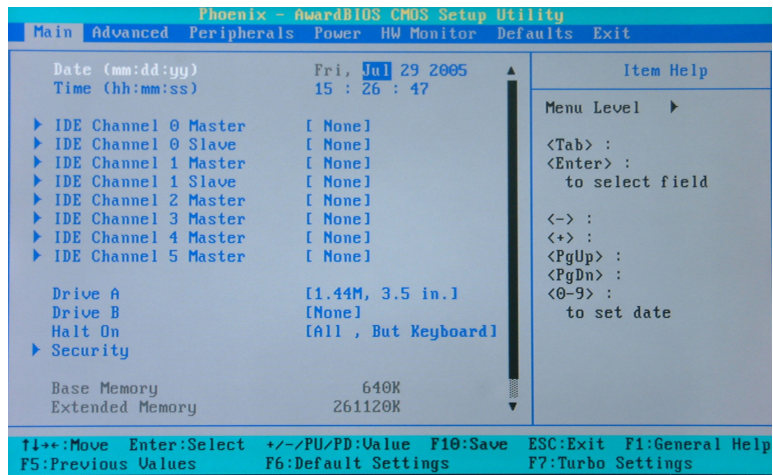 Phoenix - AwardBIOS CMOS Setup Utility
Main Advanced Peripherals Power HW Monitor Defaults Exit
Date (mm:dd:yy) Fri, Jul 29 2005
Time (hh:mm:ss) 15 : 26 : 47
IDE Channel 0 Master [ None]
IDE Channel 0 Slave [ None]
IDE Channel 1 Master [ None]
IDE Channel 1 Slave [ None]
IDE Channel 2 Master [ None]
IDE Channel 3 Master [ None]
IDE Channel 4 Master [ None]
IDE Channel 5 Master [ None]
Drive A [1.44M, 3.5 in.]
Drive B [None]
Halt On [All , But Keyboard]
Security
Base Memory 640K
Extended Memory 261120K
Item Help
Menu Level
<Tab> :
<Enter> :
to select field
<-> :
<+> :
<PgUp> :
<PgDn> :
<0-9> :
to set date
↑↓→←:Move Enter:Select +/-/PU/PD:Value F10:Save ESC:Exit F1:General Help
F5:Previous Values F6:Default Settings F7:Turbo Settings